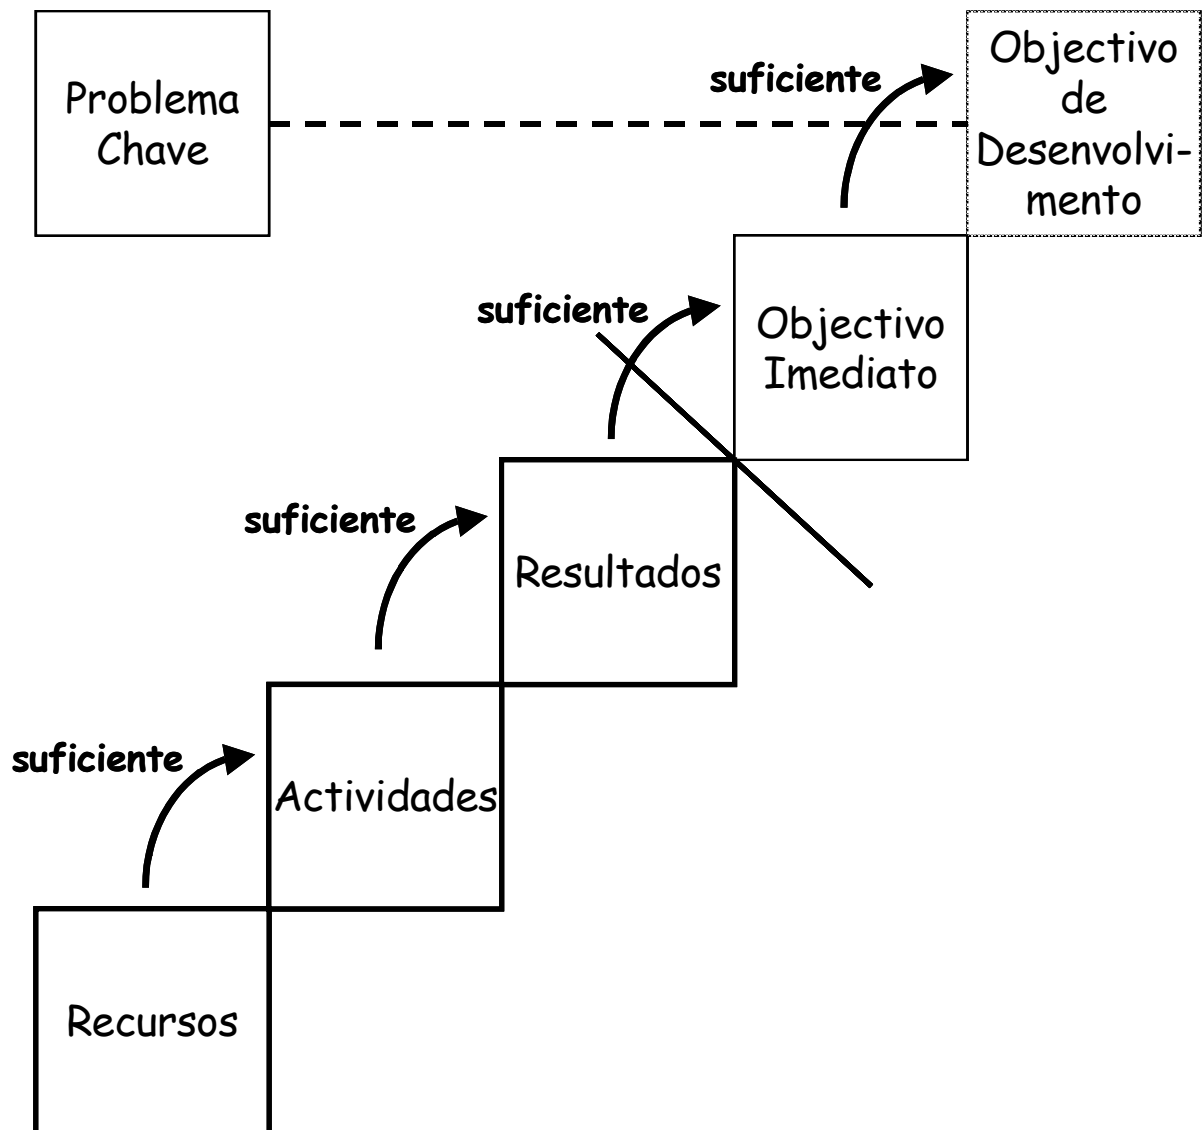 Problema
Chave
suficiente
Objectivo
de
Desenvolvi-
mento
suficiente
Objectivo
Imediato
suficiente
Resultados
suficiente
Actividades
Recursos